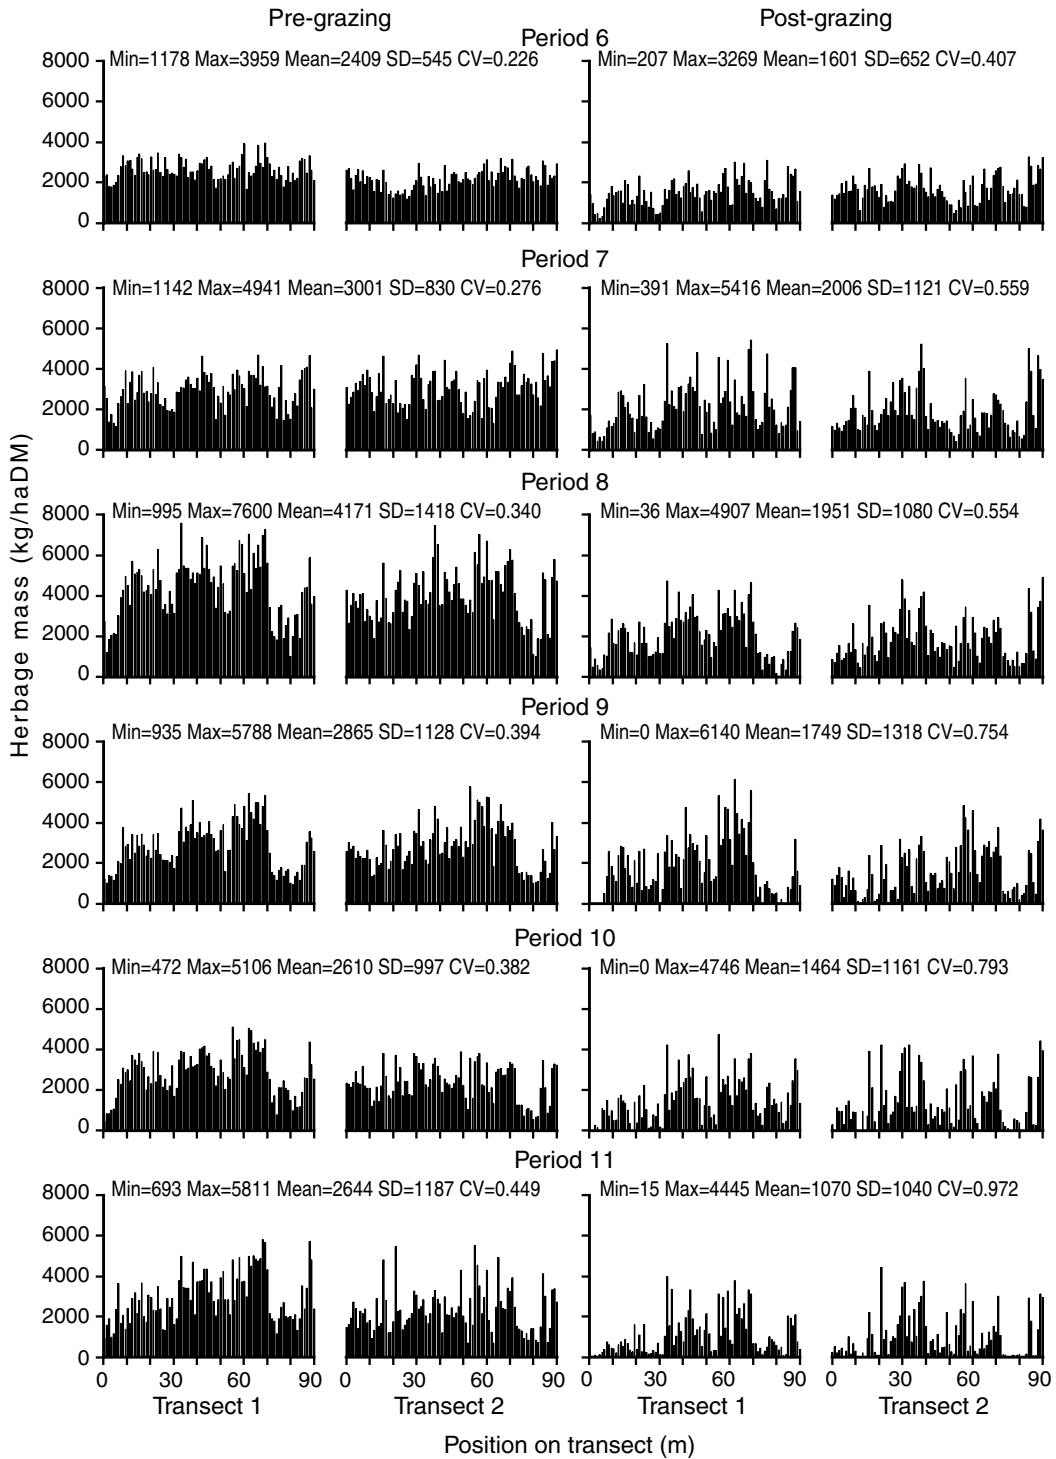 Pre-grazing Post-grazing
Period 6
Min=1178 Max=3959 Mean=2409 SD=545 CV=0.226 Min=207 Max=3269 Mean=1601 SD=652 CV=0.407
8000
6000
4000
2000
0
Period 7
Min=1142 Max=4941 Mean=3001 SD=830 CV=0.276 Min=391 Max=5416 Mean=2006 SD=1121 CV=0.559
8000
6000
4000
2000
0
Period 8
Min=995 Max=7600 Mean=4171 SD=1418 CV=0.340 Min=36 Max=4907 Mean=1951 SD=1080 CV=0.554
8000
6000
4000
2000
0
Period 9
Min=935 Max=5788 Mean=2865 SD=1128 CV=0.394 Min=0 Max=6140 Mean=1749 SD=1318 CV=0.754
8000
6000
4000
2000
0
Period 10
Min=472 Max=5106 Mean=2610 SD=997 CV=0.382 Min=0 Max=4746 Mean=1464 SD=1161 CV=0.793
8000
6000
4000
2000
0
Period 11
Min=693 Max=5811 Mean=2644 SD=1187 CV=0.449 Min=15 Max=4445 Mean=1070 SD=1040 CV=0.972
8000
6000
4000
2000
0
Herbage mass (kg/haDM)
0 30 60 90 0 30 60 90 0 30 60 90 0 30 60 90
Transect 1 Transect 2 Transect 1 Transect 2
Position on transect (m)